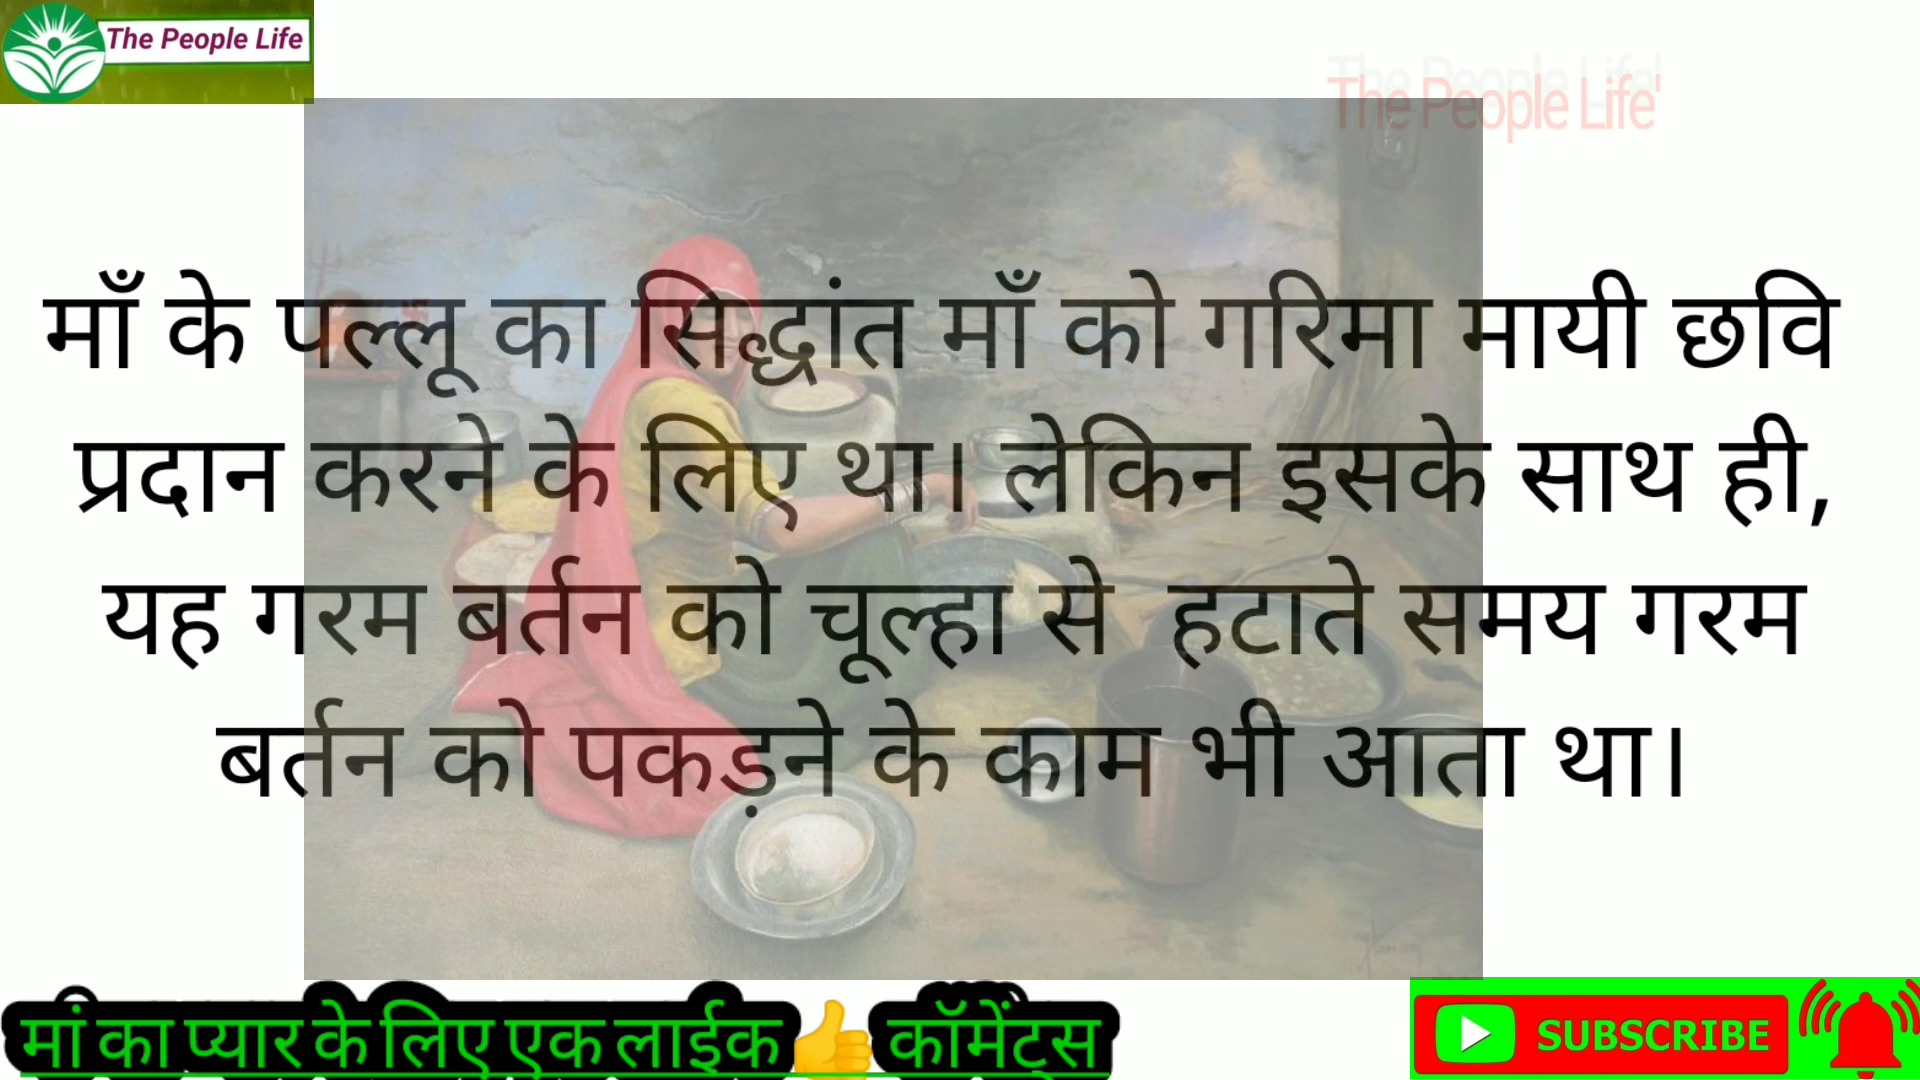 The People Life
The People Life'
माँ के पल्लू का सिद्धांत माँ को गरिमा मायी छवि
प्रदान करने के लिए था। लेकिन इसके साथ ही,
यह गरम बर्तन को चूल्हा से  हटाते समय गरम
बर्तन को पकड़ने के काम भी आता था।
मां का प्यार के लिए एक लाईक👍कॉमेंट्स
SUBSCRIBE